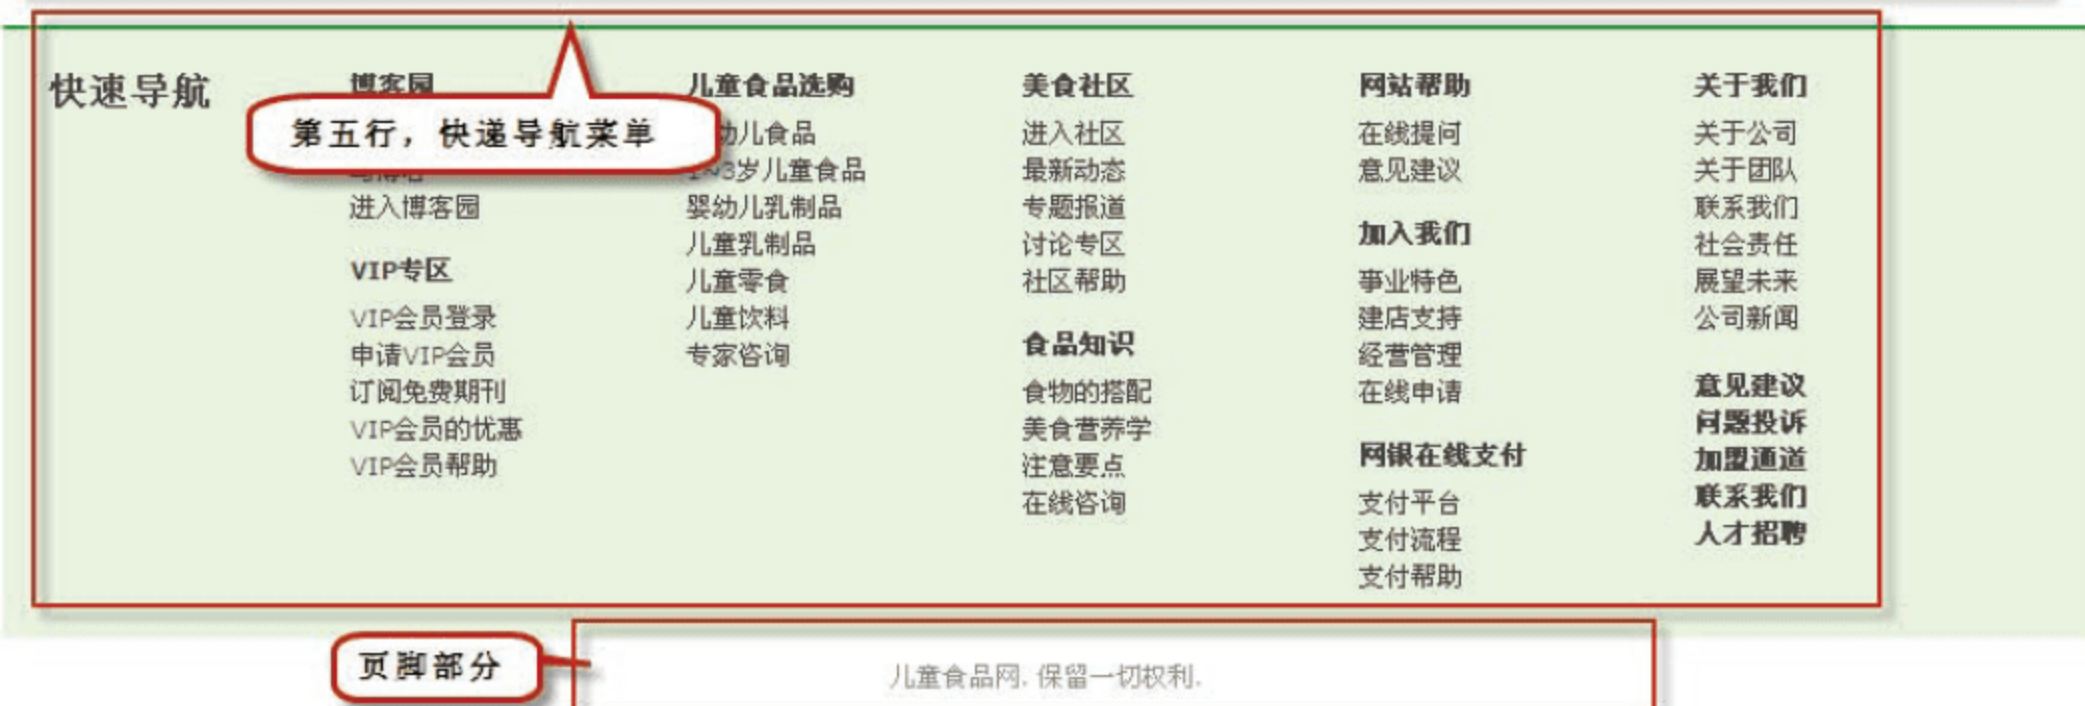 快速导航
第五行，快递导航菜单
博客园
写博客
进入博客园
VIP专区
VIP会员登录
申请VIP会员
订阅免费期刊
VIP会员的优惠
VIP会员帮助
儿童食品选购
幼儿食品
1~3岁儿童食品
婴幼儿乳制品
儿童乳制品
儿童零食
儿童饮料
专家咨询
美食社区
进入社区
最新动态
专题报道
讨论专区
社区帮助
食品知识
食物的搭配
美食营养学
注意要点
在线咨询
网站帮助
在线提问
意见建议
加入我们
事业特色
建店支持
经营管理
在线申请
网银在线支付
支付平台
支付流程
支付帮助
关于我们
关于公司
关于团队
联系我们
社会责任
展望未来
公司新闻
意见建议
问题投诉
加盟通道
联系我们
人才招聘
页脚部分
儿童食品网. 保留一切权利.